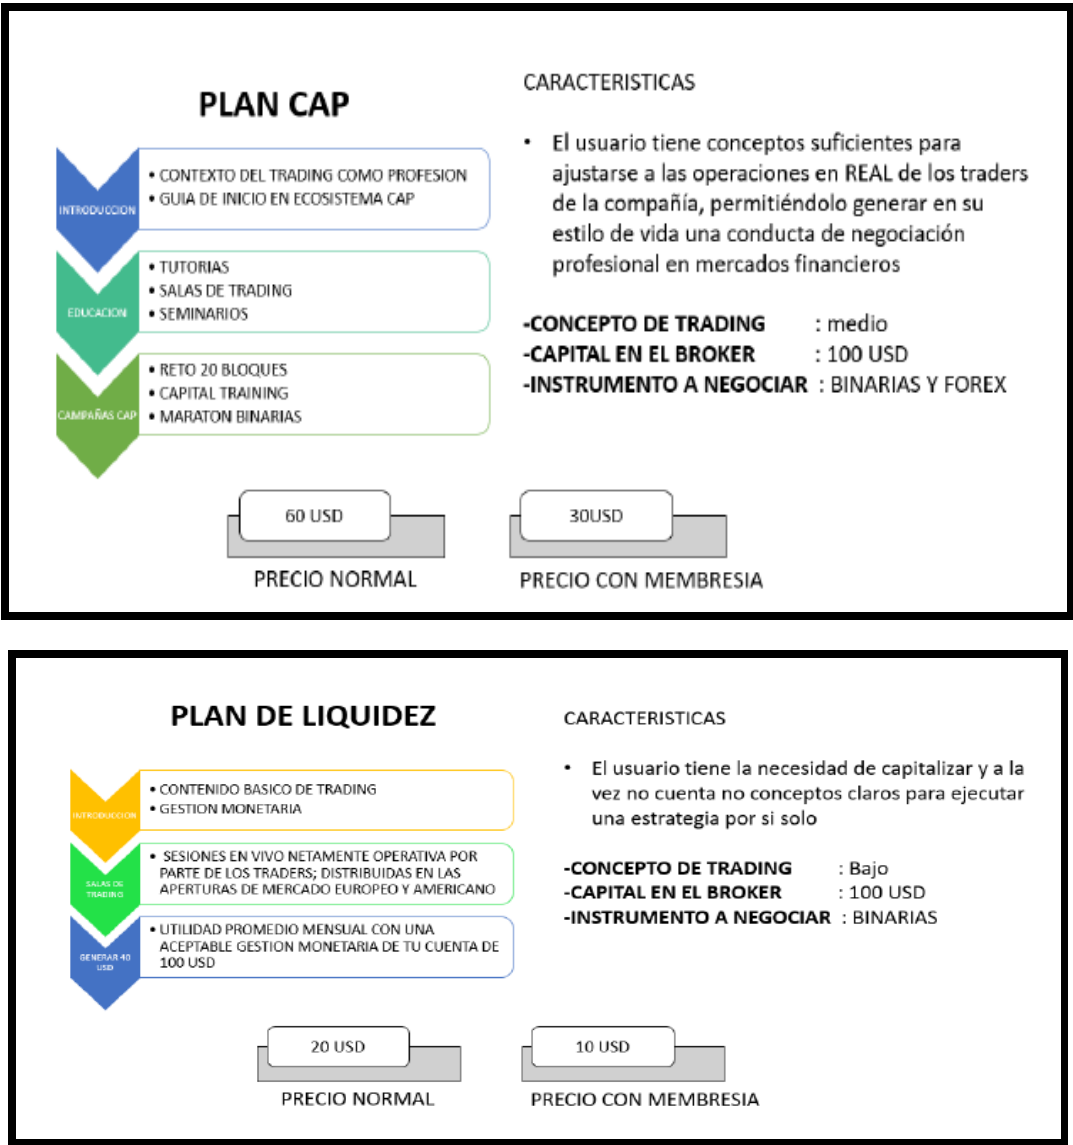 PLAN CAP
INTRODUCCION
• CONTEXTO DEL TRADING COMO PROFESION
• GUIA DE INICIO EN ECOSISTEMA CAP
EDUCACION
• TUTORIAS
• SALAS DE TRADING
• SEMINARIOS
CAMPAÑAS CAP
• RETO 20 BLOQUES
• CAPITAL TRAINING
• MARATON BINARIAS
CARACTERISTICAS
• El usuario tiene conceptos suficientes para
ajustarse a las operaciones en REAL de los traders
de la compañía, permitiéndolo generar en su
estilo de vida una conducta de negociación
profesional en mercados financieros
-CONCEPTO DE TRADING : medio
-CAPITAL EN EL BROKER : 100 USD
-INSTRUMENTO A NEGOCIAR : BINARIAS Y FOREX
60 USD
PRECIO NORMAL
30USD
PRECIO CON MEMBRESIA
PLAN DE LIQUIDEZ
INTRODUCCION
• CONTENIDO BASICO DE TRADING
• GESTION MONETARIA
SALAS DE
TRADING
• SESIONES EN VIVO NETAMENTE OPERATIVA POR
PARTE DE LOS TRADERS; DISTRIBUIDAS EN LAS
APERTURAS DE MERCADO EUROPEO Y AMERICANO
GENERAR 40
USD
• UTILIDAD PROMEDIO MENSUAL CON UNA
ACEPTABLE GESTION MONETARIA DE TU CUENTA DE
100 USD
CARACTERISTICAS
• El usuario tiene la necesidad de capitalizar y a la
vez no cuenta no conceptos claros para ejecutar
una estrategia por si solo
-CONCEPTO DE TRADING : Bajo
-CAPITAL EN EL BROKER : 100 USD
-INSTRUMENTO A NEGOCIAR : BINARIAS
20 USD
PRECIO NORMAL
10 USD
PRECIO CON MEMBRESIA